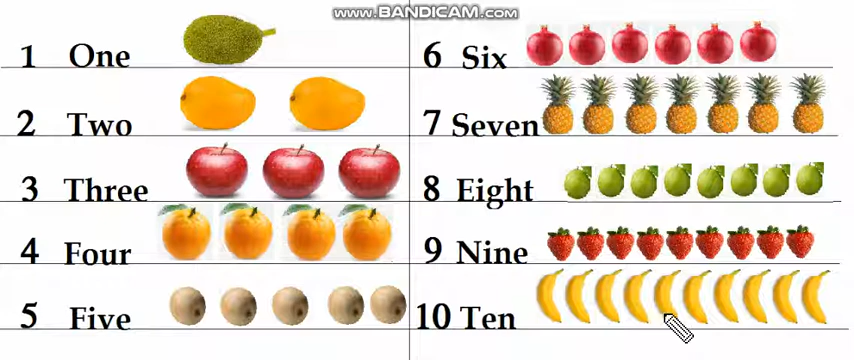 www.BANDICAM.com
1 One
2 Two
3 Three
4 Four
5 Five
6 Six
7 Seven
8 Eight
9 Nine
10 Ten